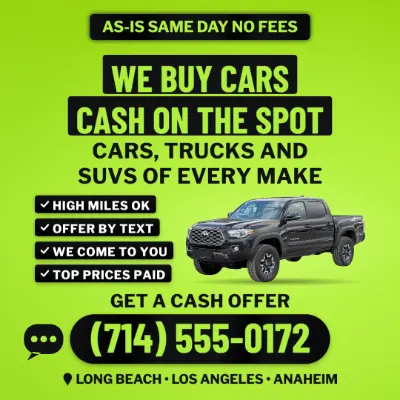 AS-IS SAME DAY NO FEES
WE BUY CARS
CASH ON THE SPOT
CARS, TRUCKS AND
SUVS OF EVERY MAKE
HIGH MILES OK
OFFER BY TEXT
WE COME TO YOU
TOP PRICES PAID
GET A CASH OFFER
(714) 555-0172
LONG BEACH • LOS ANGELES • ANAHEIM